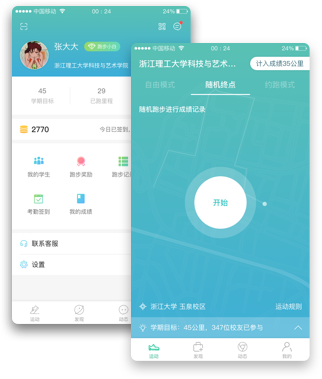 中国移动 00:24 24%
张大大 跑步小白
浙江理工大学科技与艺术学院
45 29
学期目标 已跑里程
2770 今日已签到,
我的学生 跑步奖励 跑步记
考勤签到 我的成绩
联系客服
设置
运动 发现 动态
中国移动 00:24 24%
浙江理工大学科技与艺术... 计入成绩35公里
自由模式 随机终点 约跑模式
随机跑步进行成绩记录
开始
浙江大学 玉泉校区 运动规则
学期目标：45公里，347位校友已参与
运动 发现 动态 我的